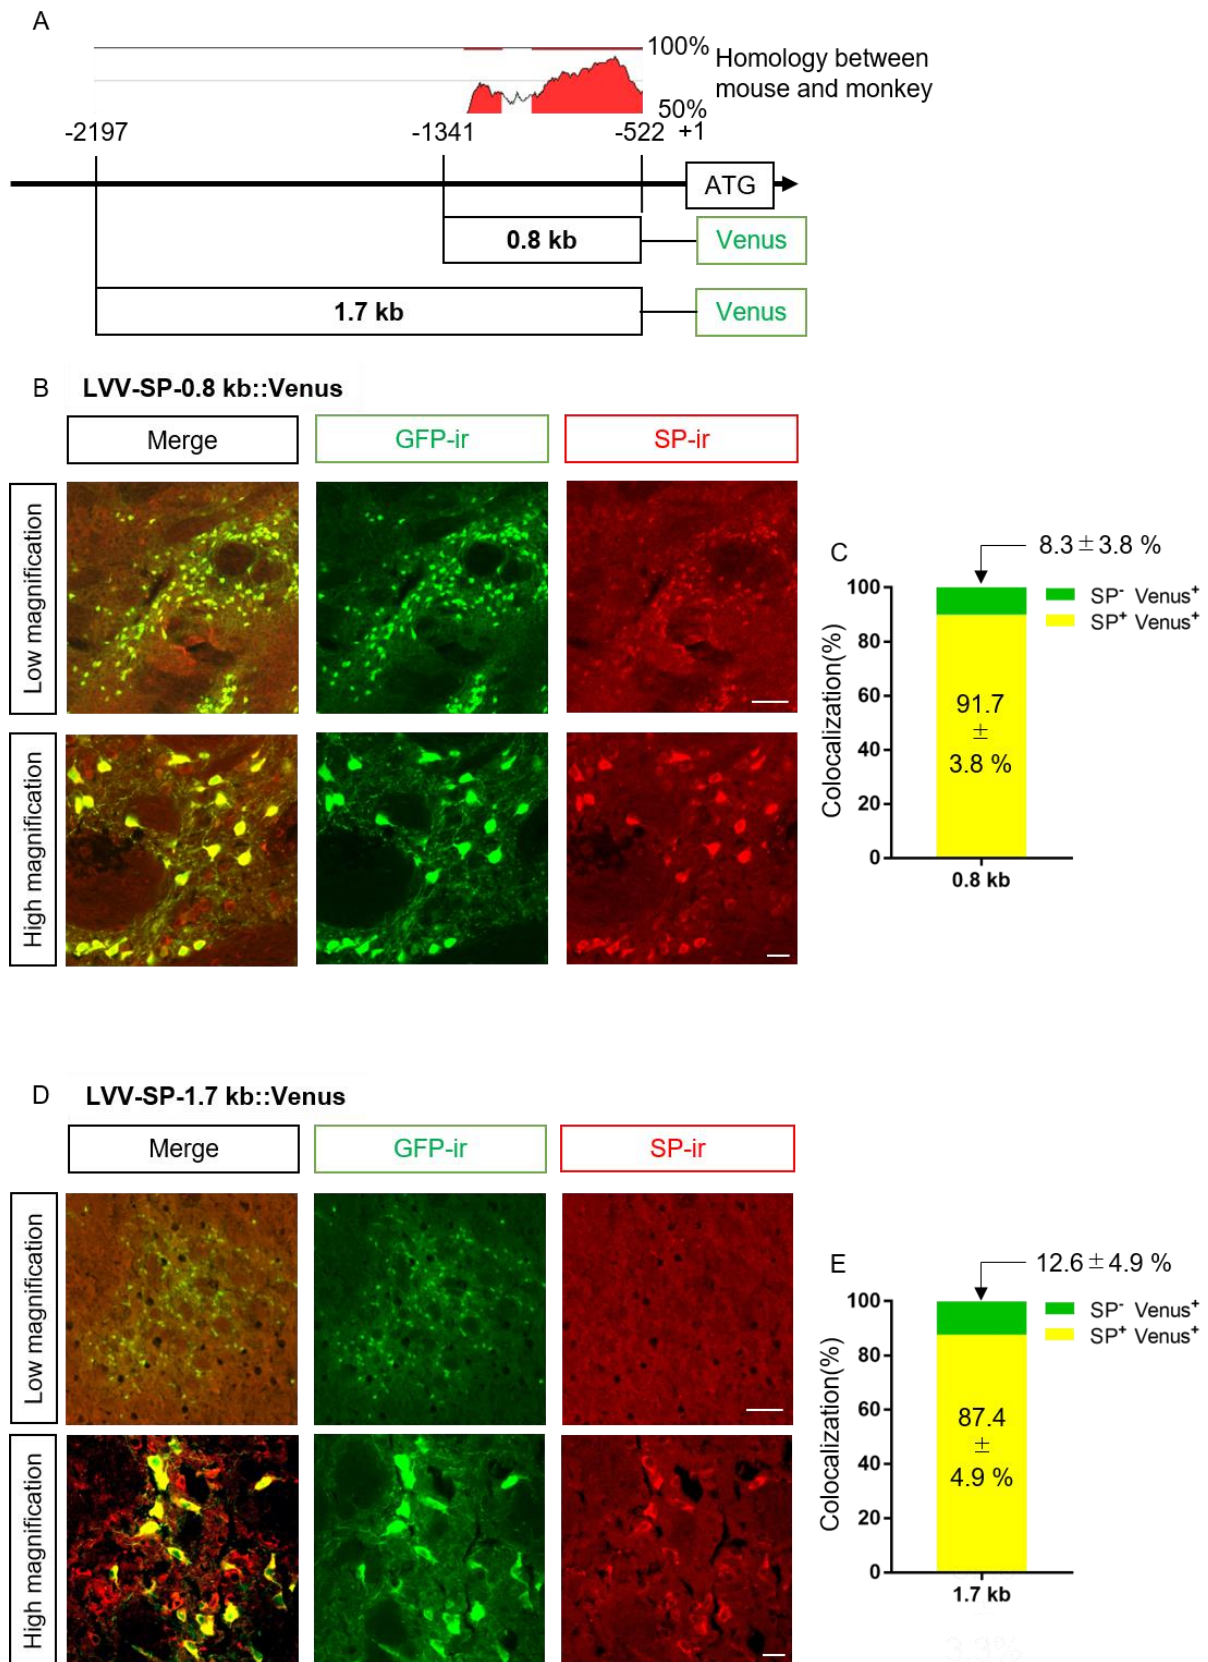 A
100%
Homology between
mouse and monkey
50%
-2197
-1341
-522
+1
ATG
0.8 kb
Venus
1.7 kb
Venus
B
LVV-SP-0.8 kb::Venus
Merge
GFP-ir
SP-ir
Low magnification
High magnification
C
8.3 ± 3.8 %
SP⁻ Venus⁺
SP⁺ Venus⁺
Colocalization(%)
100
80
60
40
20
0
91.7
±
3.8 %
0.8 kb
D
LVV-SP-1.7 kb::Venus
Merge
GFP-ir
SP-ir
Low magnification
High magnification
E
12.6 ± 4.9 %
SP⁻ Venus⁺
SP⁺ Venus⁺
Colocalization(%)
100
80
60
40
20
0
87.4
±
4.9 %
1.7 kb
3.3%